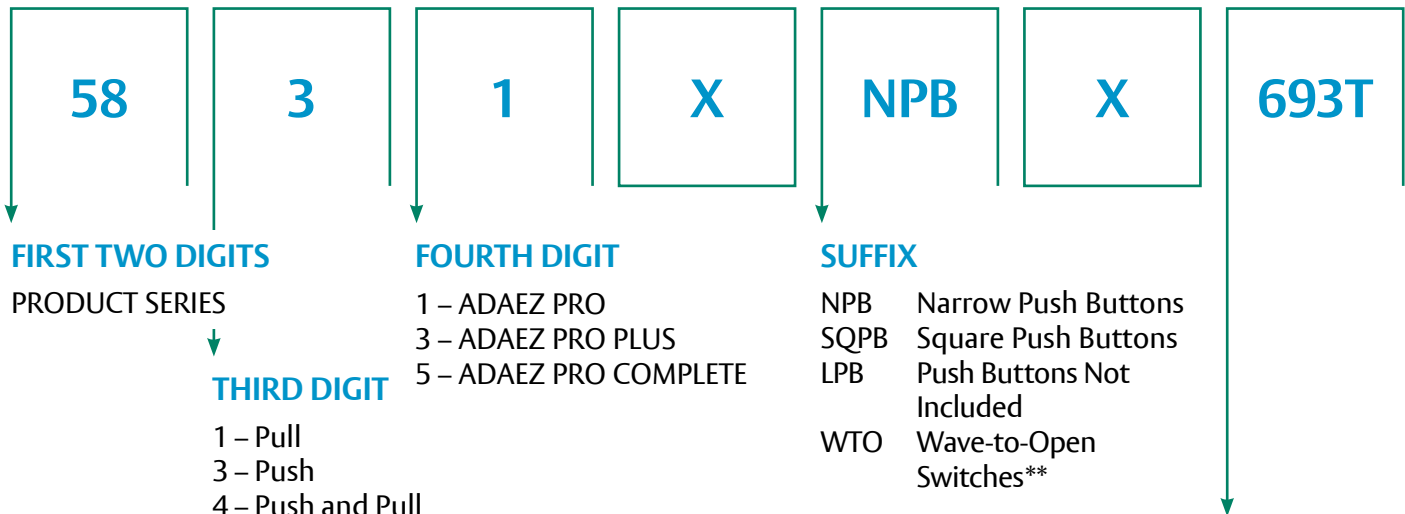 58 3 1 X NPB X 693T
FIRST TWO DIGITS
PRODUCT SERIES
THIRD DIGIT
1 – Pull
3 – Push
4 – Push and Pull
FOURTH DIGIT
1 – ADAEZ PRO
3 – ADAEZ PRO PLUS
5 – ADAEZ PRO COMPLETE
SUFFIX
NPB Narrow Push Buttons
SQPB Square Push Buttons
LPB Push Buttons Not
Included
WTO Wave-to-Open
Switches**